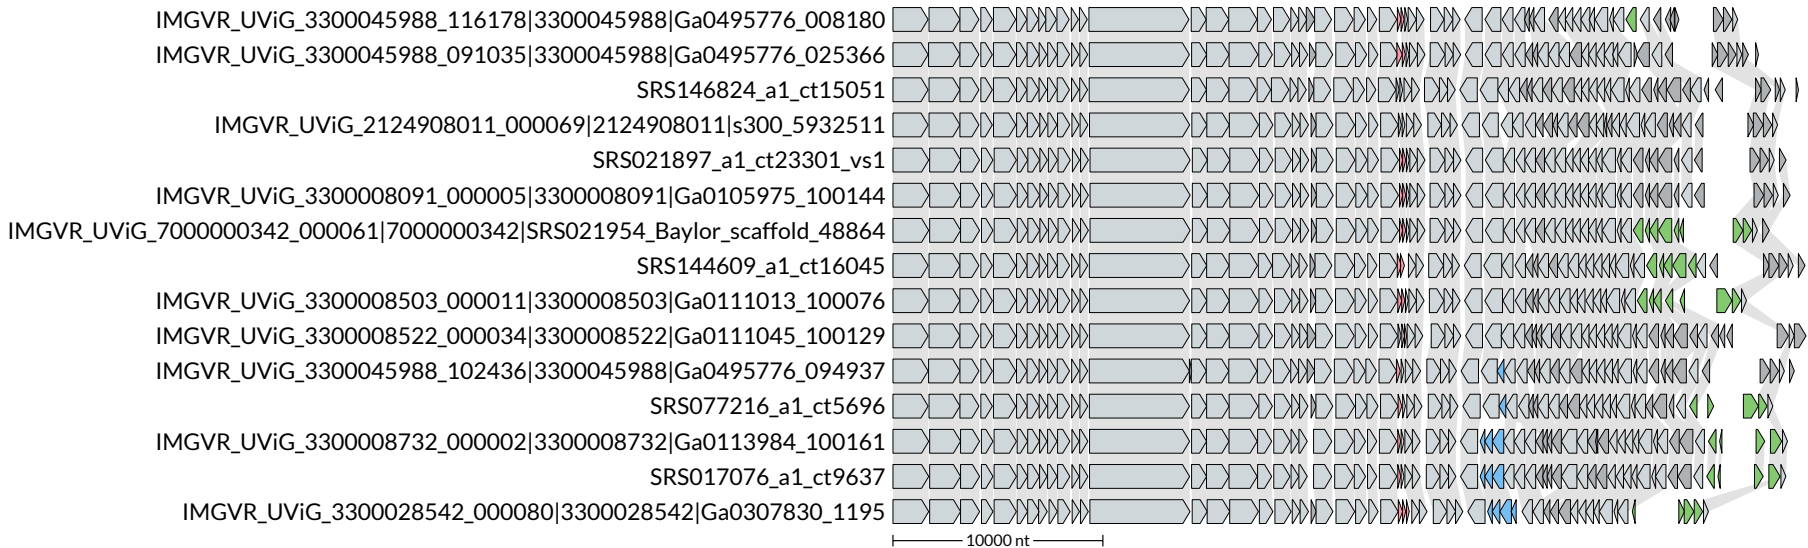 IMGVR_UViG_3300045988_116178|3300045988|Ga0495776_008180
IMGVR_UViG_3300045988_091035|3300045988|Ga0495776_025366
SRS146824_a1_ct15051
IMGVR_UViG_2124908011_000069|2124908011|s300_5932511
SRS021897_a1_ct23301_vs1
IMGVR_UViG_3300008091_000005|3300008091|Ga0105975_100144
IMGVR_UViG_7000000342_000061|7000000342|SRS021954_Baylor_scaffold_48864
SRS144609_a1_ct16045
IMGVR_UViG_3300008503_000011|3300008503|Ga0111013_100076
IMGVR_UViG_3300008522_000034|3300008522|Ga0111045_100129
IMGVR_UViG_3300045988_102436|3300045988|Ga0495776_094937
SRS077216_a1_ct5696
IMGVR_UViG_3300008732_000002|3300008732|Ga0113984_100161
SRS017076_a1_ct9637
IMGVR_UViG_3300028542_000080|3300028542|Ga0307830_1195
10000 nt